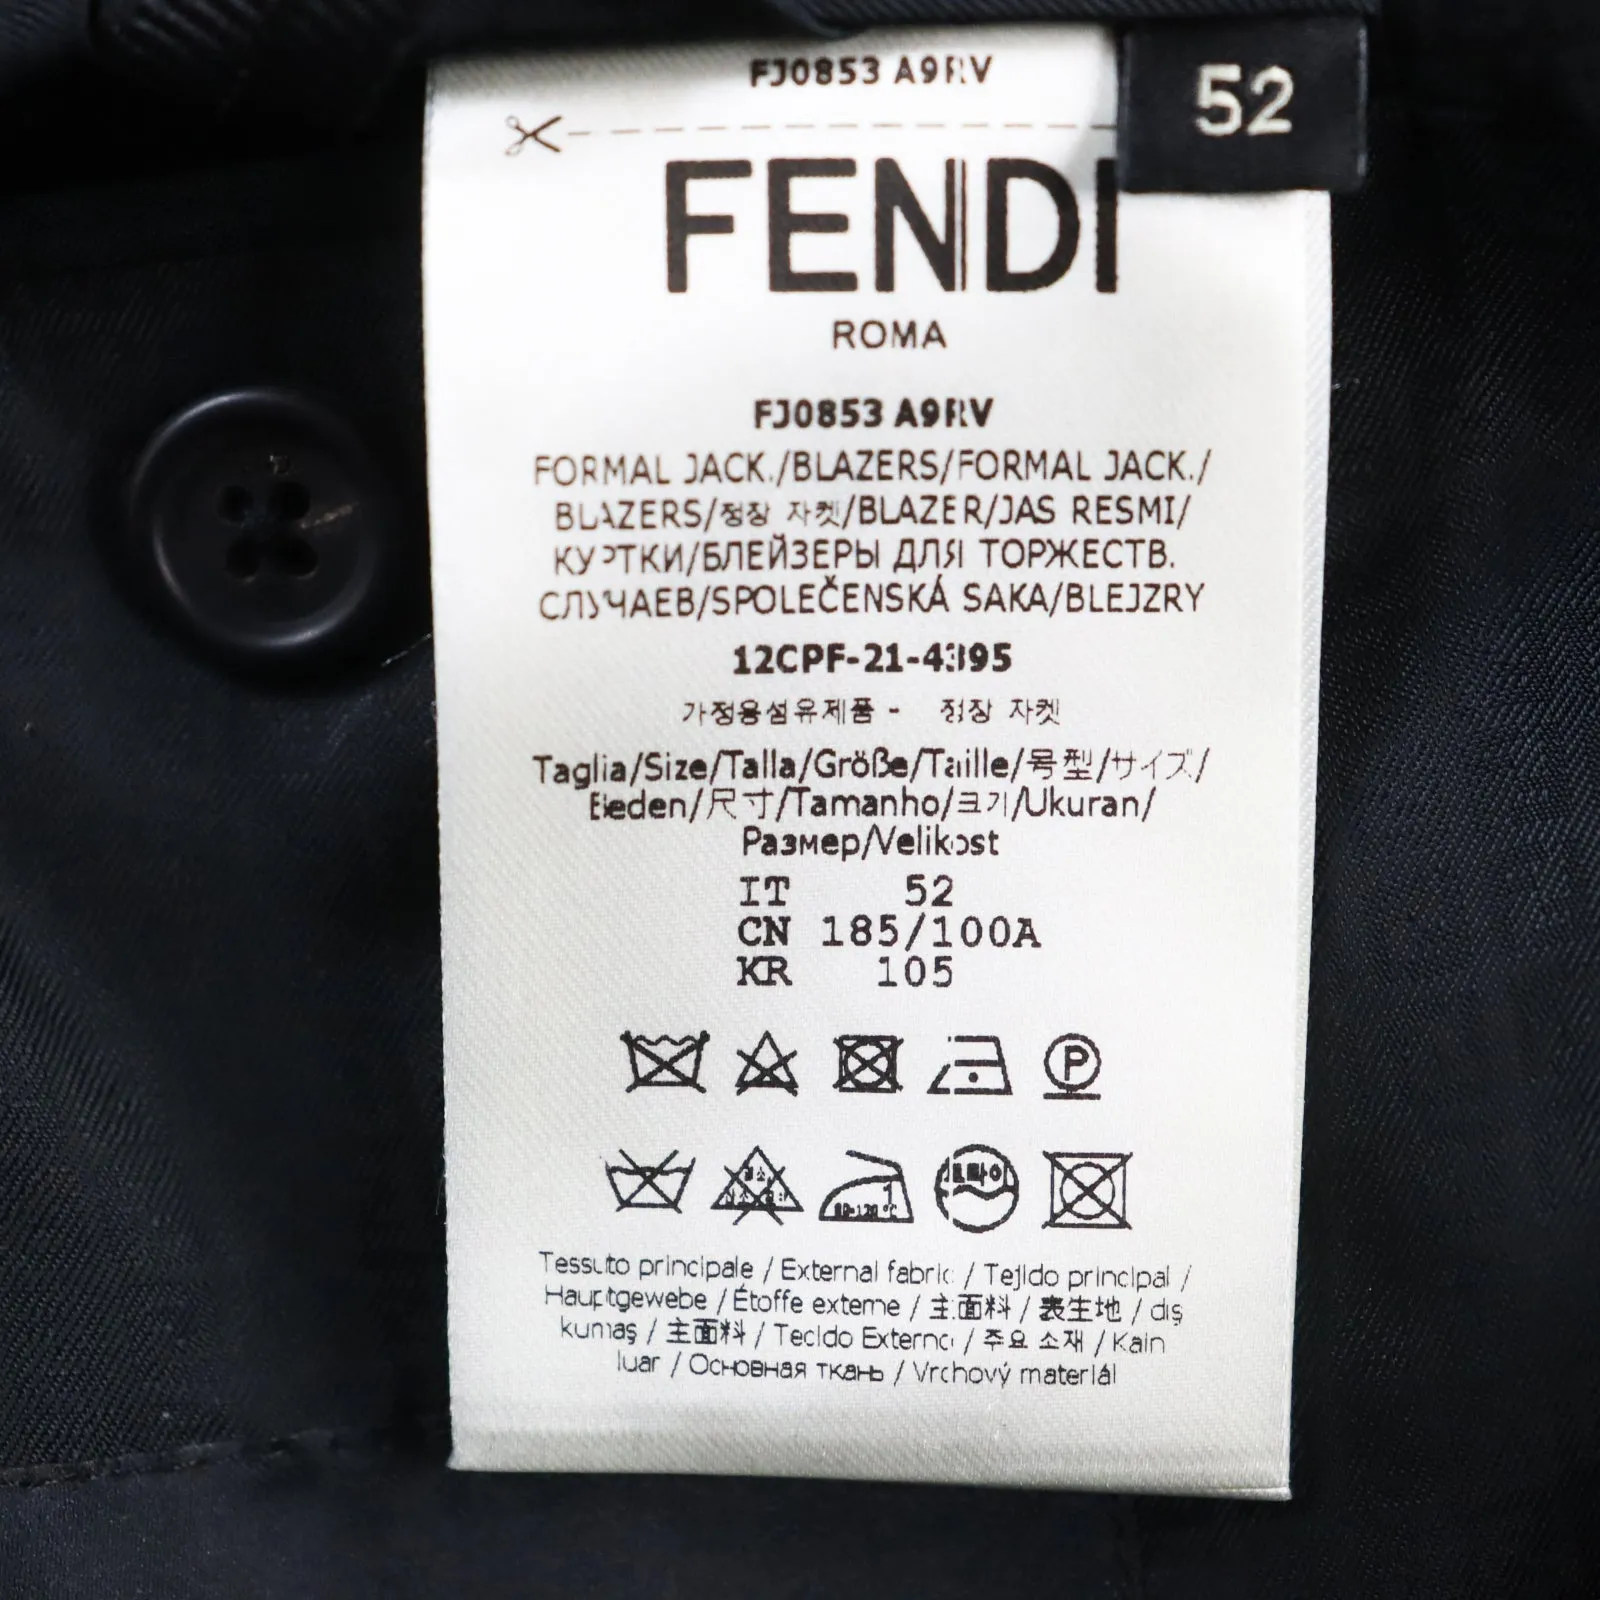 FJ0853 A9RV
52
FENDI
ROMA
FJ0853 A9RV
FORMAL JACK./BLAZERS/FORMAL JACK./
BLAZERS/정장 자켓/BLAZER/JAS RESMI/
КУРТКИ/БЛЕЙЗЕРЫ ДЛЯ ТОРЖЕСТВ.
СЛУЧАЕВ/SPOLEČENSKÁ SAKA/BLEJZRY
12CPF-21-4395
가정용섬유제품 - 정장 자켓
Taglia/Size/Talla/Größe/Taille/号型/サイズ/
Beden/尺寸/Tamanho/크기/Ukuran/
Размер/Velikost
IT 52
CN 185/100A
KR 105
P
드라이
Tessuto principale / External fabric / Tejido principal /
Hauptgewebe / Étoffe externe / 主面料 / 表生地 / dış
kumaş / 主面料 / Tecido Externo / 주요 소재 / Kain
luar / Основная ткань / Vrchový materiál